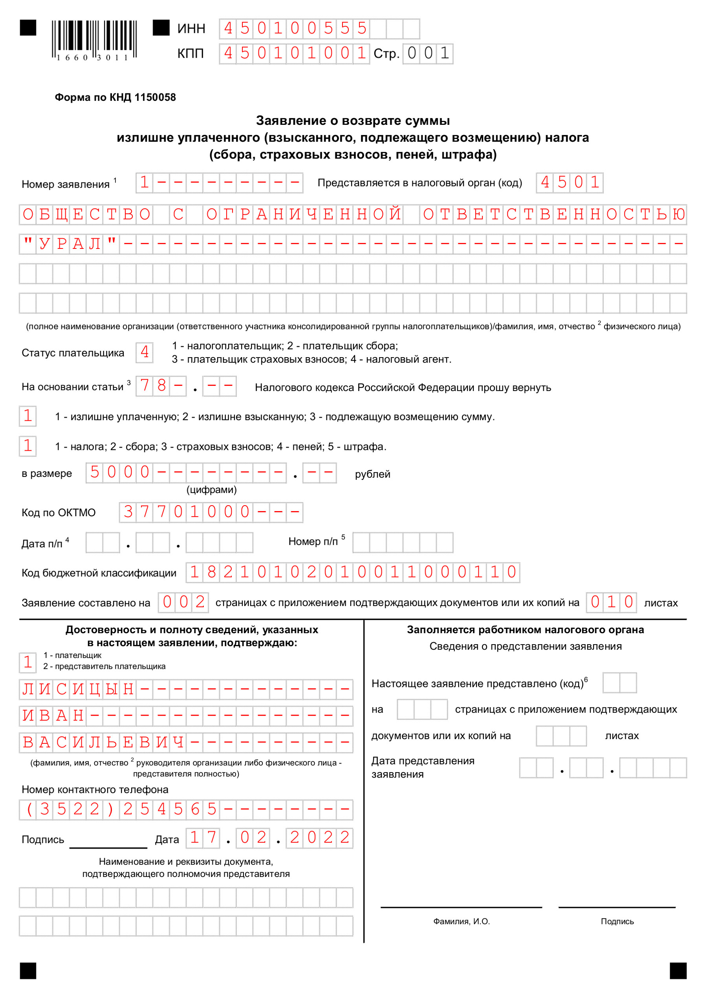 ИНН 450100555
КПП 450101001 Стр. 001
1660 3011
Форма по КНД 1150058
Заявление о возврате суммы
излишне уплаченного (взысканного, подлежащего возмещению) налога
(сбора, страховых взносов, пеней, штрафа)
Номер заявления 1 1--------- Представляется в налоговый орган (код) 4501
ОБЩЕСТВО С ОГРАНИЧЕННОЙ ОТВЕТСТВЕННОСТЬЮ
"УРАЛ"----------------------------------
(полное наименование организации (ответственного участника консолидированной группы налогоплательщиков)/фамилия, имя, отчество 2 физического лица)
Статус плательщика 4 1 - налогоплательщик; 2 - плательщик сбора;
3 - плательщик страховых взносов; 4 - налоговый агент.
На основании статьи 3 78-.-- Налогового кодекса Российской Федерации прошу вернуть
1 1 - излишне уплаченную; 2 - излишне взысканную; 3 - подлежащую возмещению сумму.
1 1 - налога; 2 - сбора; 3 - страховых взносов; 4 - пеней; 5 - штрафа.
в размере 5000--------.-- рублей
(цифрами)
Код по ОКТМО 37701000---
Дата п/п 4 . . Номер п/п 5
Код бюджетной классификации 18210102010011000110
Заявление составлено на 002 страницах с приложением подтверждающих документов или их копий на 010 листах
Достоверность и полноту сведений, указанных
в настоящем заявлении, подтверждаю:
1 1 - плательщик
2 - представитель плательщика
ЛИСИЦЫН-------------
ИВАН----------------
ВАСИЛЬЕВИЧ----------
(фамилия, имя, отчество 2 руководителя организации либо физического лица -
представителя полностью)
Номер контактного телефона
(3522)254565--------
Подпись Дата 17.02.2022
Наименование и реквизиты документа,
подтверждающего полномочия представителя
Заполняется работником налогового органа
Сведения о представлении заявления
Настоящее заявление представлено (код)6
на страницах с приложением подтверждающих
документов или их копий на листах
Дата представления
заявления . .
Фамилия, И.О. Подпись